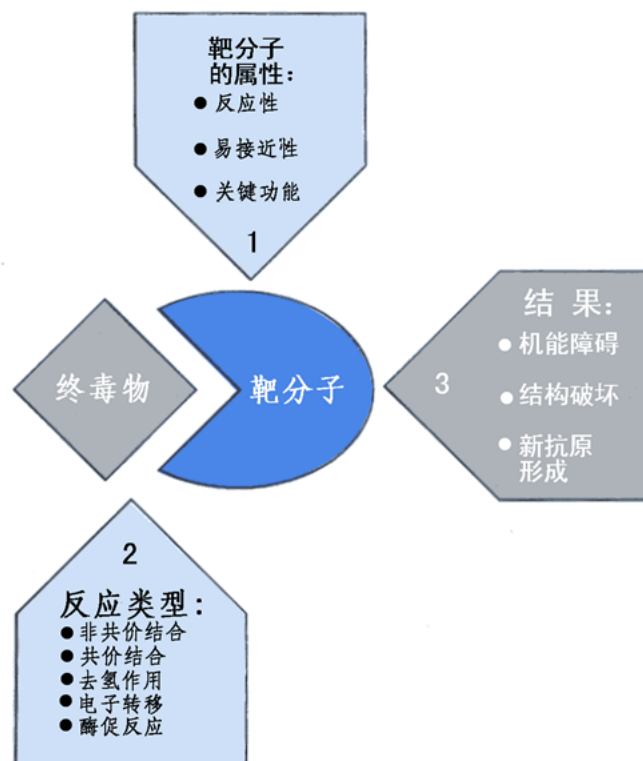 靶分子
的属性：
● 反应性
● 易接近性
● 关键功能
1
终毒物
靶分子
3
结 果：
● 机能障碍
● 结构破坏
● 新抗原
形成
2
反应类型：
● 非共价结合
● 共价结合
● 去氢作用
● 电子转移
● 酶促反应